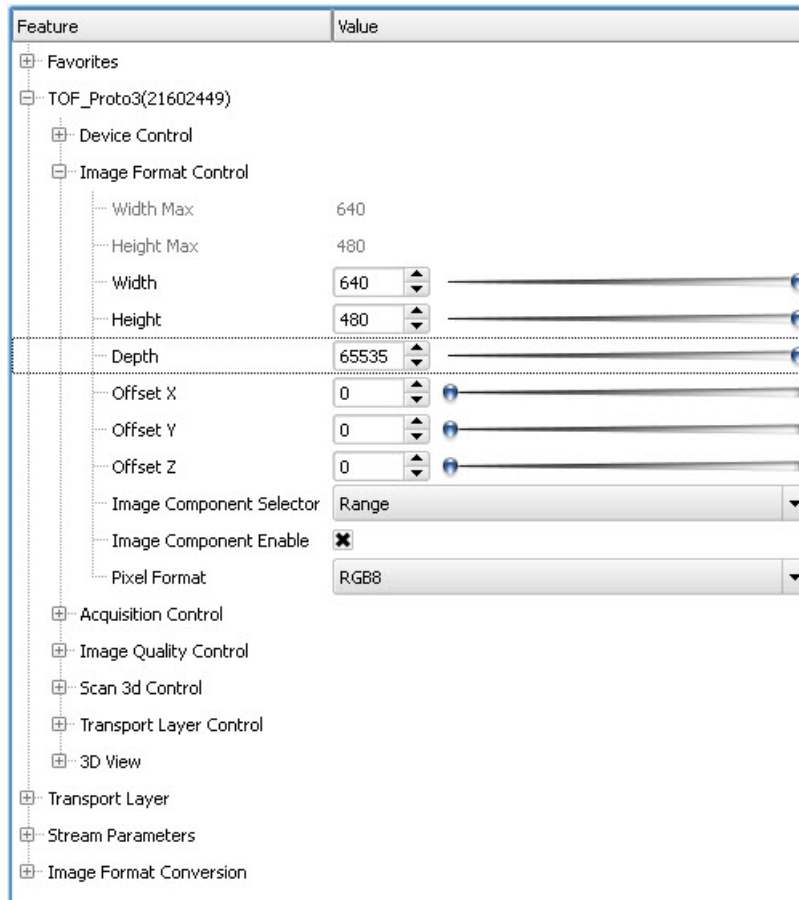 Feature Value
Favorites
TOF_Proto3(21602449)
Device Control
Image Format Control
Width Max 640
Height Max 480
Width 640
Height 480
Depth 65535
Offset X 0
Offset Y 0
Offset Z 0
Image Component Selector Range
Image Component Enable
Pixel Format RGB8
Acquisition Control
Image Quality Control
Scan 3d Control
Transport Layer Control
3D View
Transport Layer
Stream Parameters
Image Format Conversion